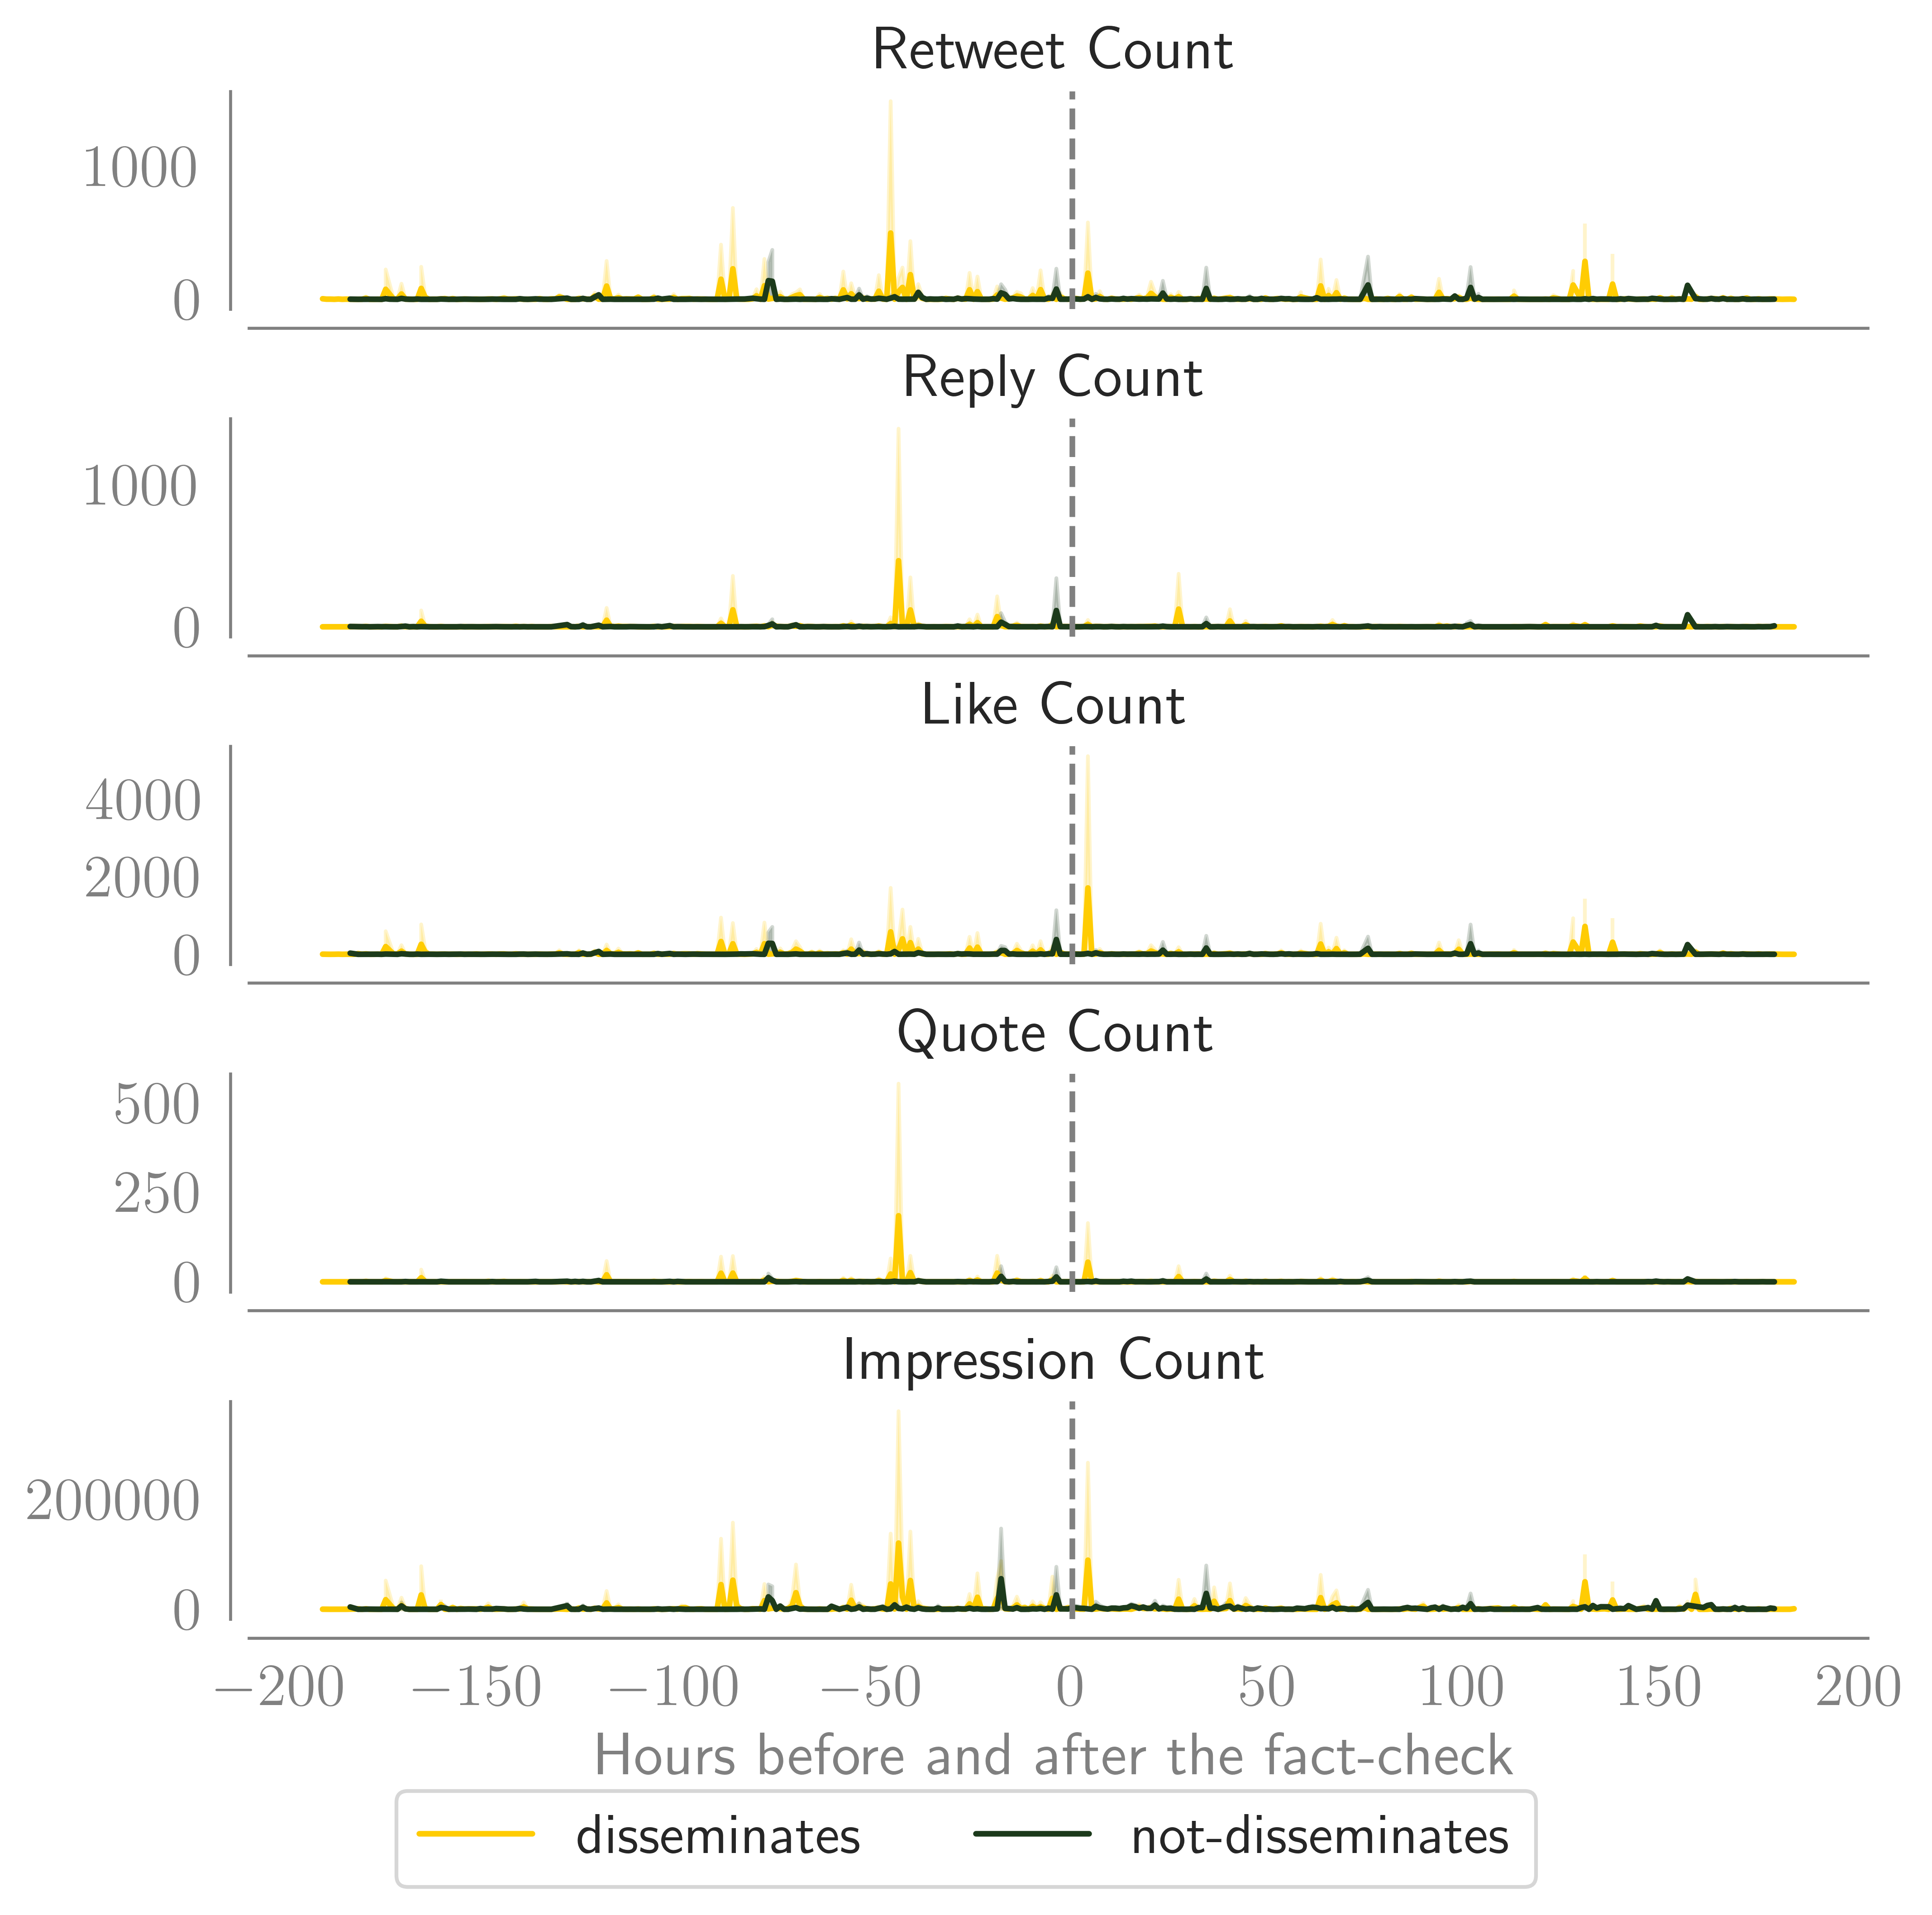 Retweet Count
1000
0
Reply Count
1000
0
Like Count
4000
2000
0
Quote Count
500
250
0
Impression Count
200000
0
−200 −150 −100 −50 0 50 100 150 200
Hours before and after the fact-check
disseminates not-disseminates